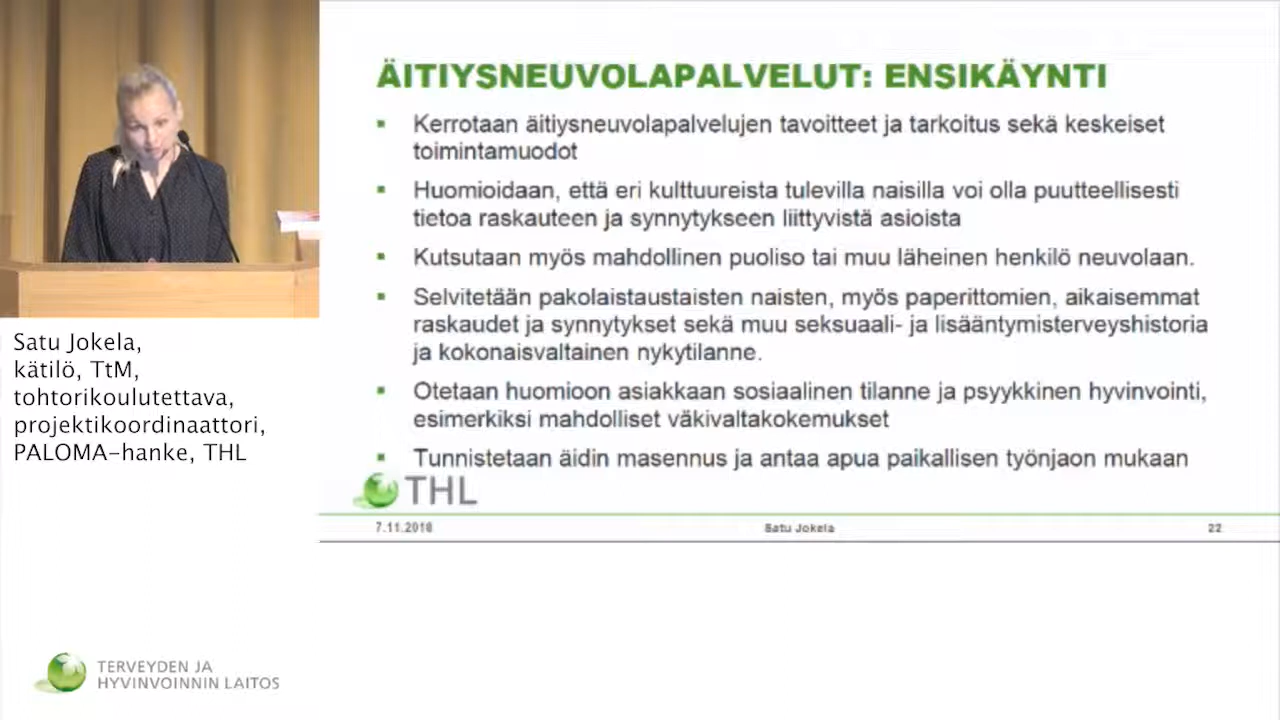 ÄITIYSNEUVOLAPALVELUT: ENSIKÄYNTI
▪ Kerrotaan äitiysneuvolapalvelujen tavoitteet ja tarkoitus sekä keskeiset
toimintamuodot
▪ Huomioidaan, että eri kulttuureista tulevilla naisilla voi olla puutteellisesti
tietoa raskauteen ja synnytykseen liittyvistä asioista
▪ Kutsutaan myös mahdollinen puoliso tai muu läheinen henkilö neuvolaan.
▪ Selvitetään pakolaistaustaisten naisten, myös paperittomien, aikaisemmat
raskaudet ja synnytykset sekä muu seksuaali- ja lisääntymisterveyshistoria
ja kokonaisvaltainen nykytilanne.
▪ Otetaan huomioon asiakkaan sosiaalinen tilanne ja psyykkinen hyvinvointi,
esimerkiksi mahdolliset väkivaltakokemukset
▪ Tunnistetaan äidin masennus ja antaa apua paikallisen työnjaon mukaan
THL
7.11.2016 Satu Jokela 22
Satu Jokela,
kätilö, TtM,
tohtorikoulutettava,
projektikoordinaattori,
PALOMA-hanke, THL
TERVEYDEN JA
HYVINVOINNIN LAITOS